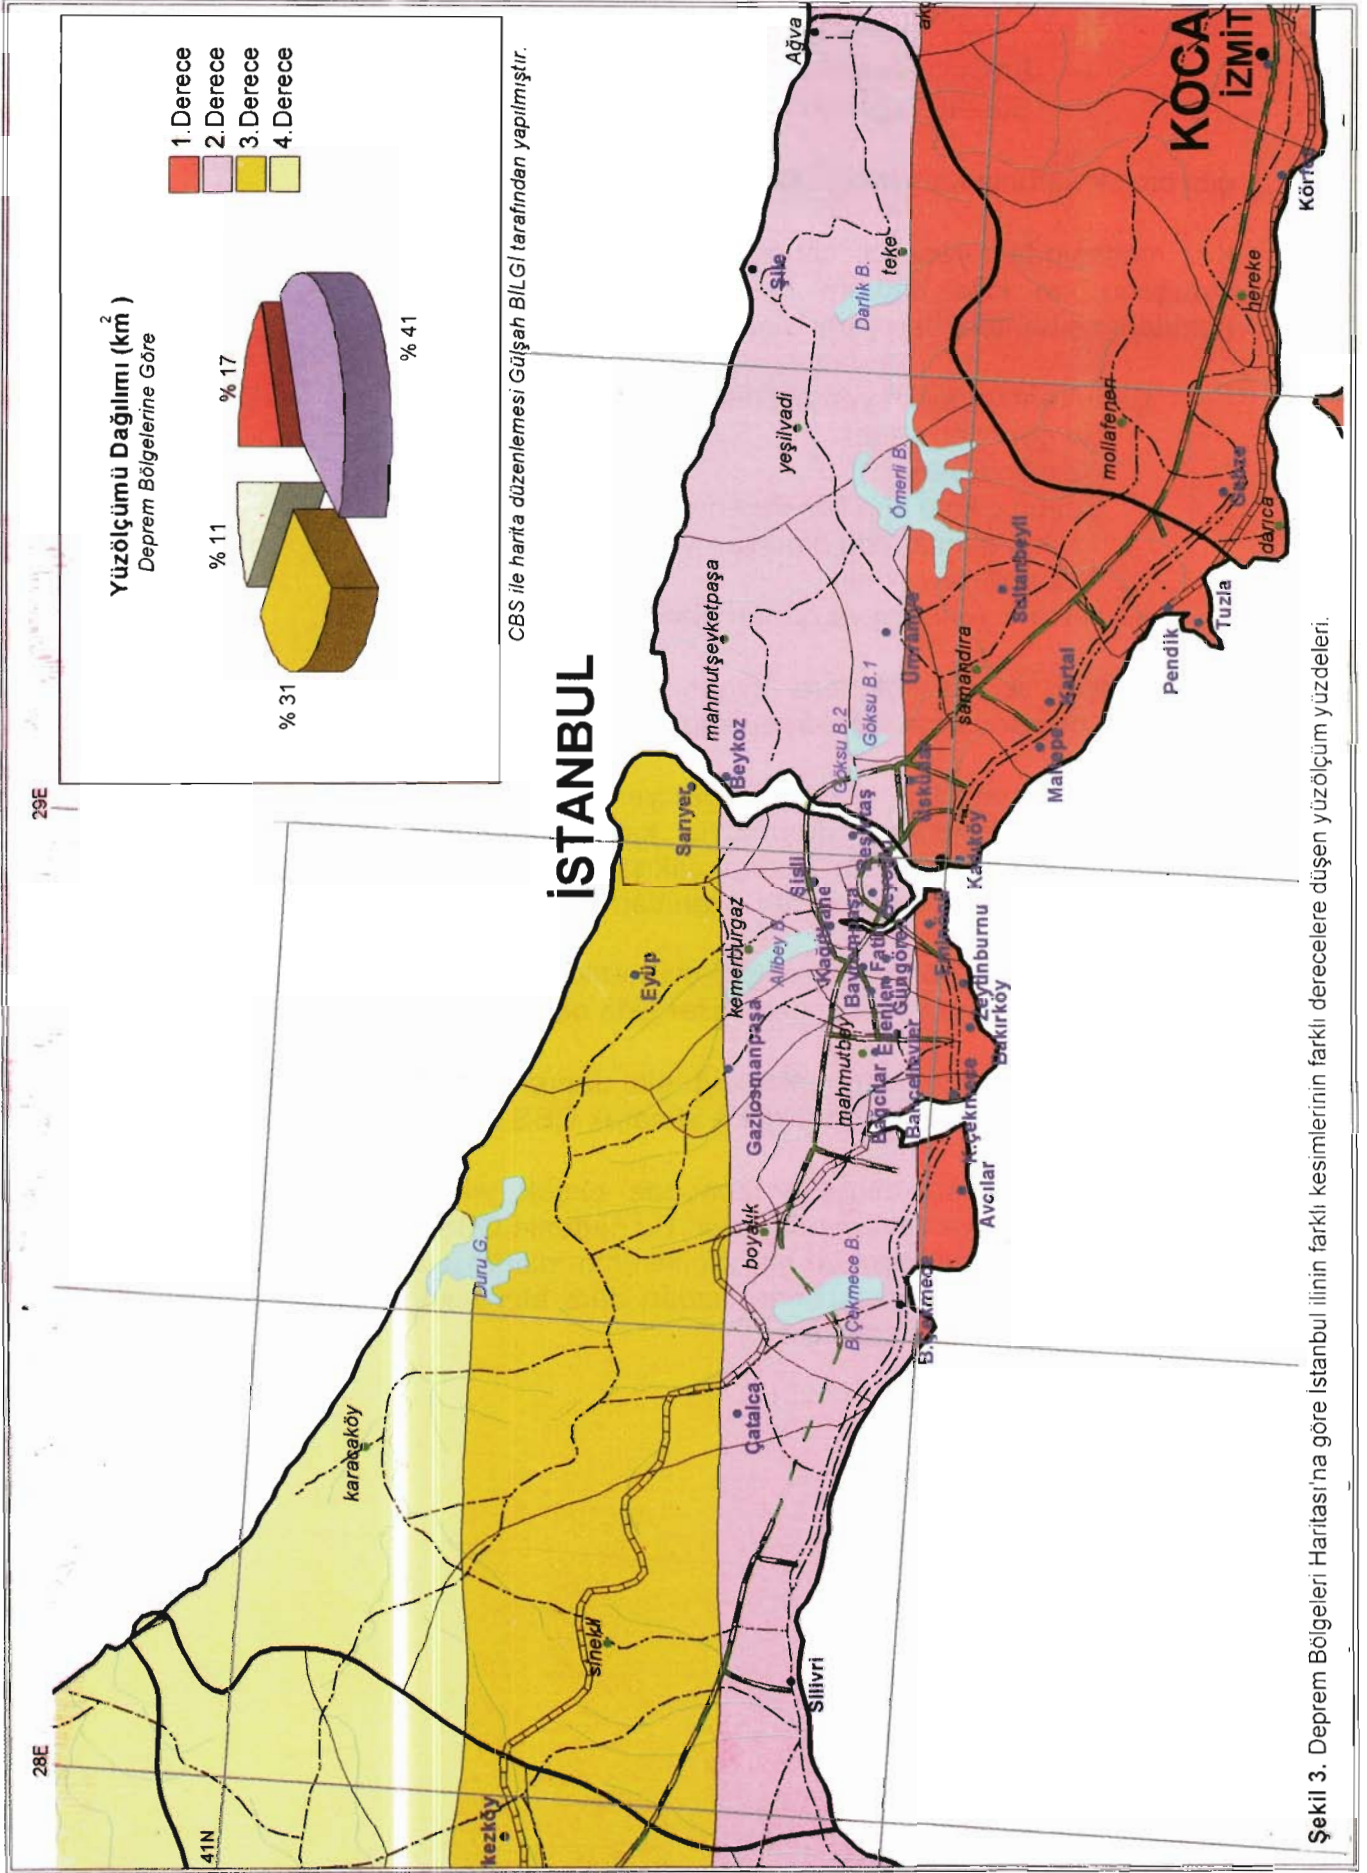 Yüzölçümü Dağılımı (km²)
Deprem Bölgelerine Göre
% 17
% 11
% 31
% 41
1.Derece
2.Derece
3.Derece
4.Derece
CBS ile harita düzenlemesi Gülşah BİLGİ tarafından yapılmıştır.
28E
29E
41N
İSTANBUL
KOCA
İZMİT
karacaköy
Duru G.
Eyüp
Sarıyer
Beykoz
mahmutşevketpaşa
yeşilvadi
Şile
Ağva
sinekli
kezköy
Çatalca
boyalık
Gaziosmanpaşa
kemerburgaz
Alibey B.
Şişli
Kağıthane
Bayrampaşa
Beşiktaş
Göksu B.2
Göksu B.1
Ömerli B.
Darlık B.
teke
Silivri
B.Çekmece B.
mahmutbey
Bağcılar
Esenler
Fatih
Beyoğlu
Güngören
Bahçelievler
Üsküdar
Ümraniye
samandıra
Sultanbeyli
mollafeneri
B.Çekmece
Avcılar
K.çekmece
Bakırköy
Zeytinburnu
Eminönü
Kadıköy
Maltepe
Kartal
Pendik
Tuzla
darıca
Gebze
hereke
Körfez
Şekil 3. Deprem Bölgeleri Haritası'na göre İstanbul ilinin farklı kesimlerinin farklı derecelere düşen yüzölçüm yüzdeleri.